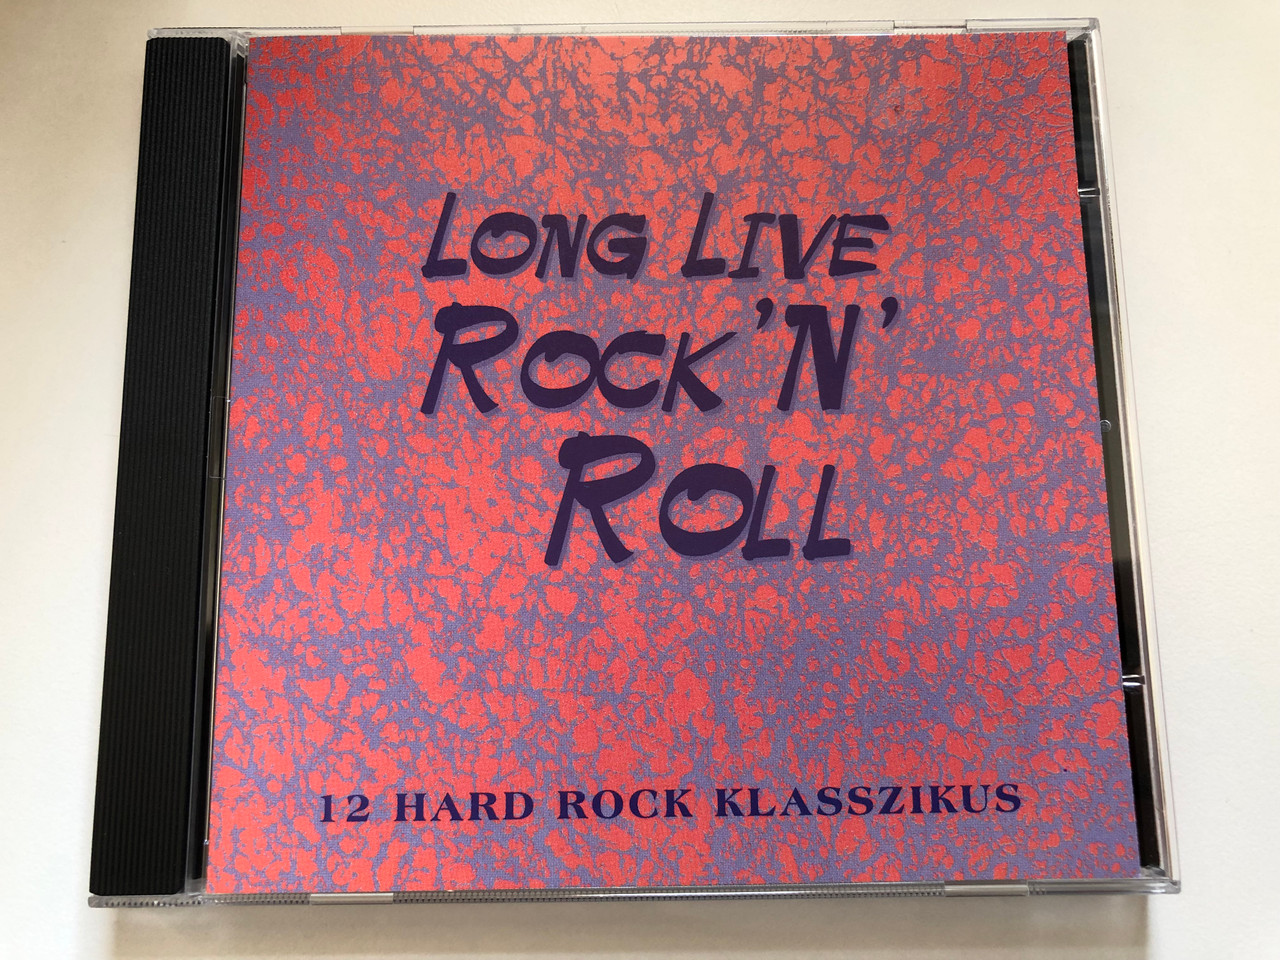 LONG LIVE
ROCK 'N'
ROLL
12 HARD ROCK KLASSZIKUS